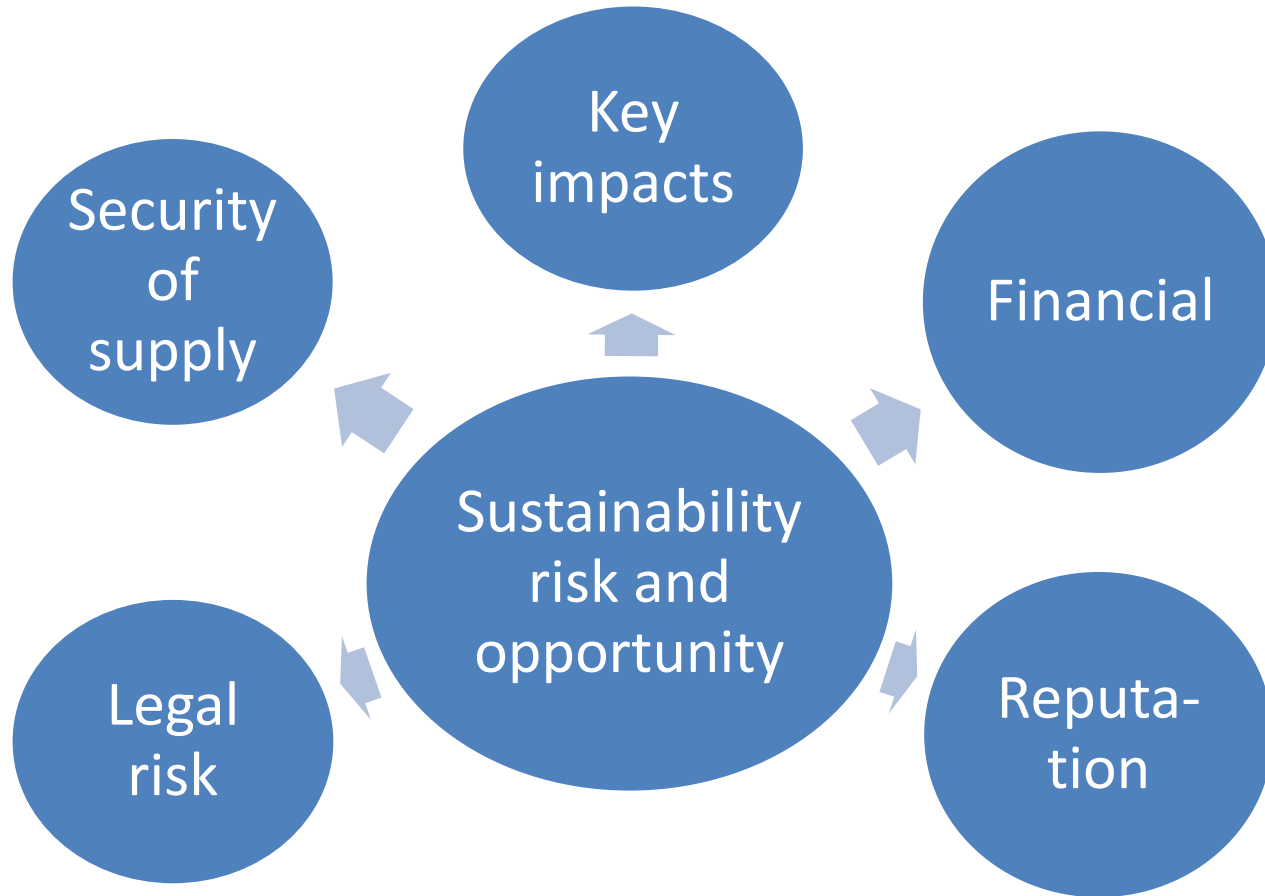 Key
impacts
Security
of
supply
Financial
Sustainability
risk and
opportunity
Legal
risk
Reputa-
tion